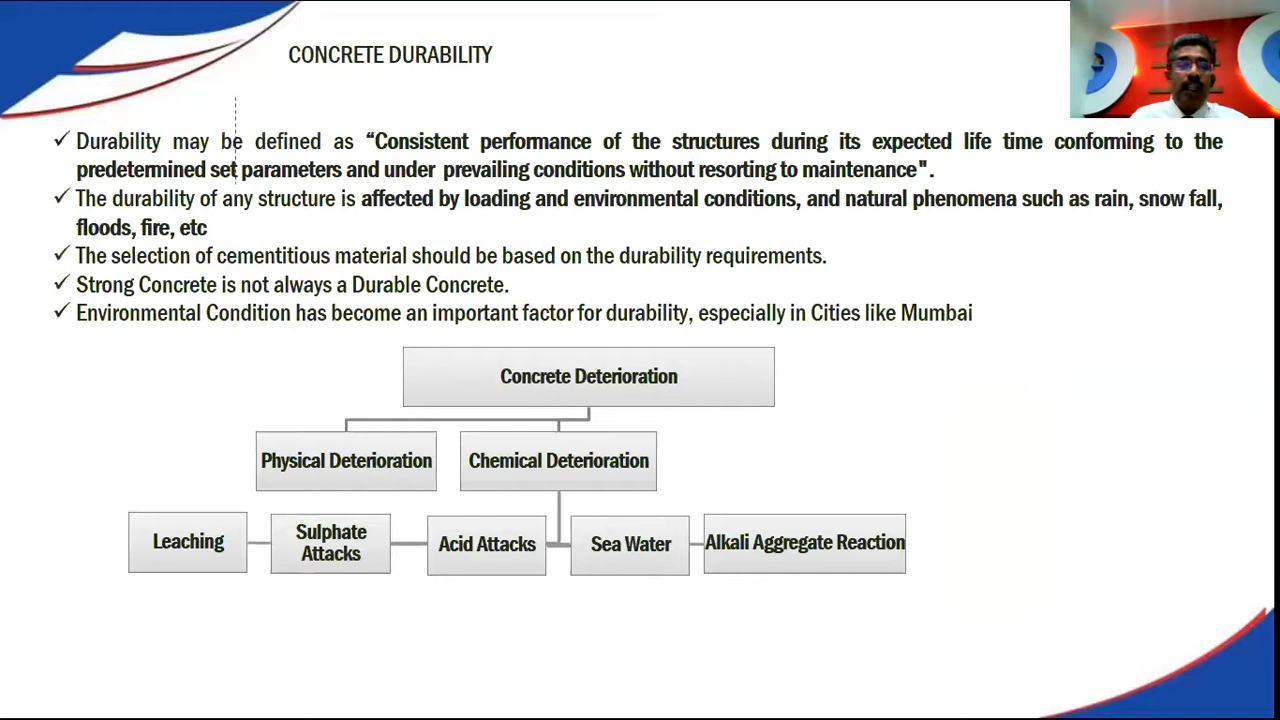 CONCRETE DURABILITY
✓ Durability may be defined as “Consistent performance of the structures during its expected life time conforming to the
predetermined set parameters and under prevailing conditions without resorting to maintenance".
✓ The durability of any structure is affected by loading and environmental conditions, and natural phenomena such as rain, snow fall,
floods, fire, etc
✓ The selection of cementitious material should be based on the durability requirements.
✓ Strong Concrete is not always a Durable Concrete.
✓ Environmental Condition has become an important factor for durability, especially in Cities like Mumbai
Concrete Deterioration
Physical Deterioration
Chemical Deterioration
Leaching
Sulphate
Attacks
Acid Attacks
Sea Water
Alkali Aggregate Reaction